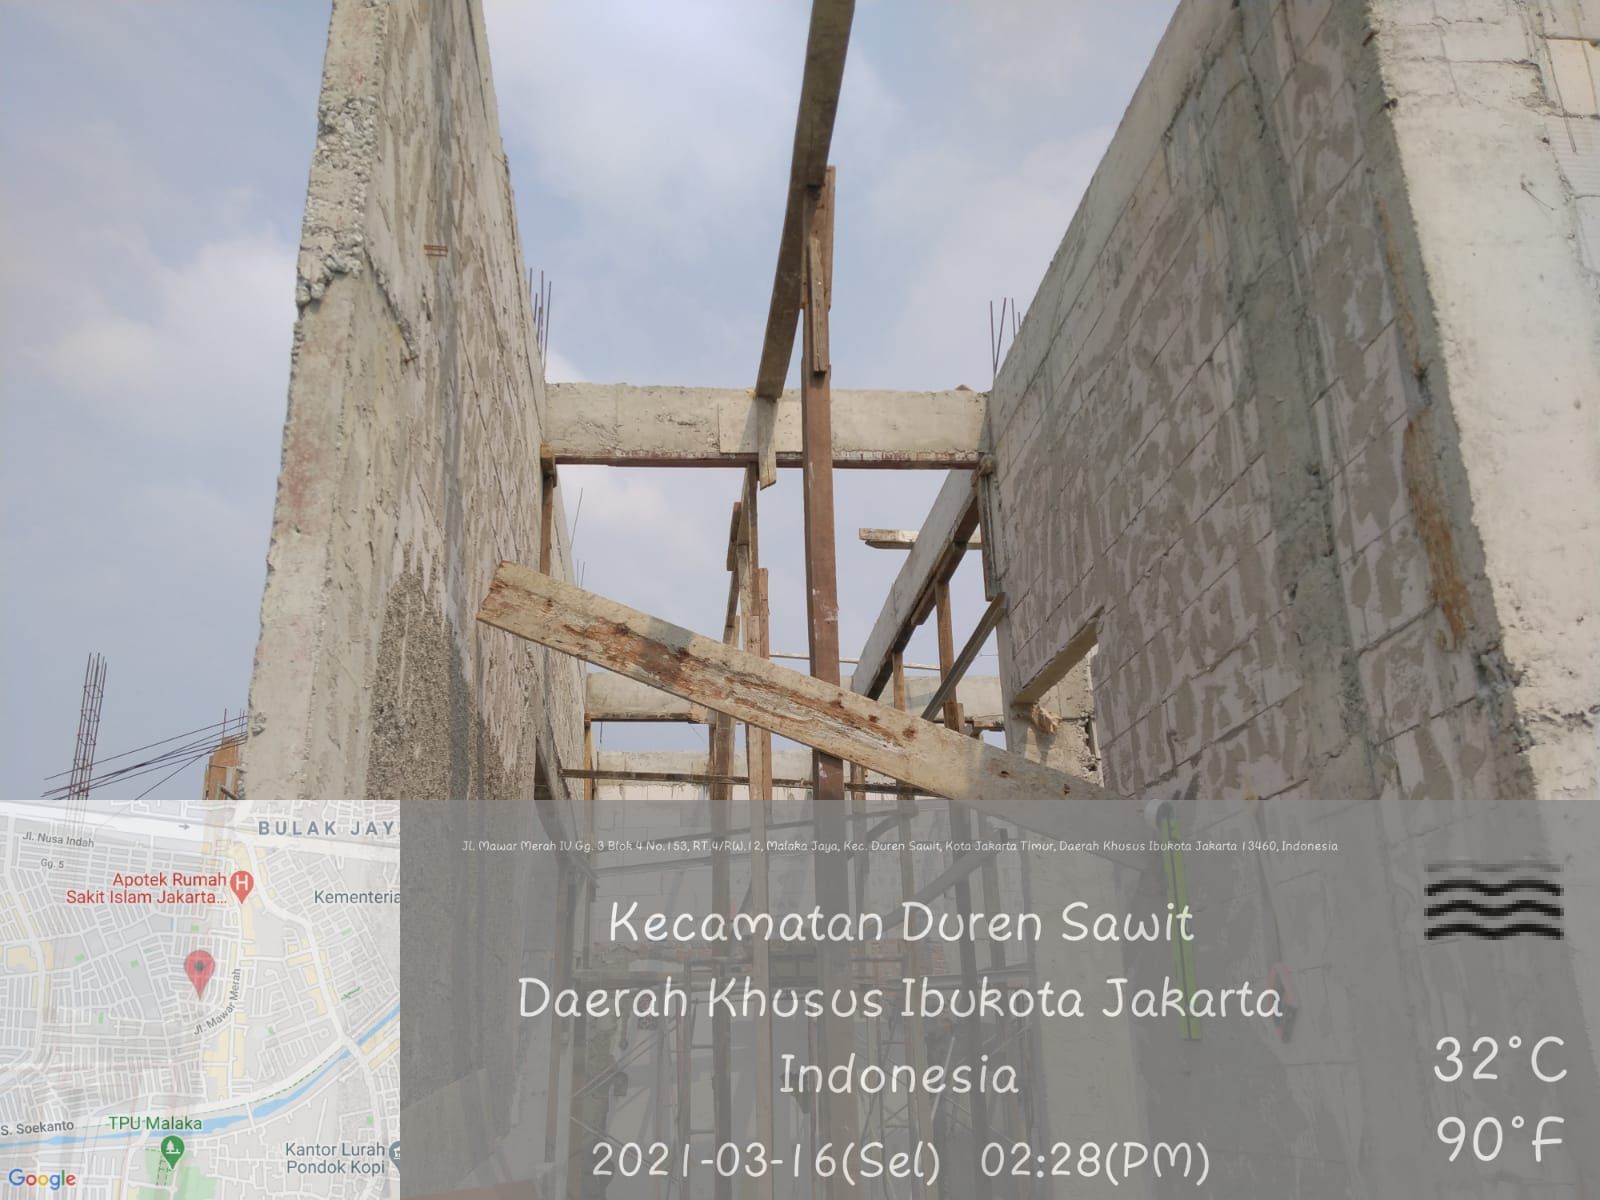 Jl. Mawar Merah IV Gg. 3 Blok 4 No.153, RT.4/RW.12, Malaka Jaya, Kec. Duren Sawit, Kota Jakarta Timur, Daerah Khusus Ibukota Jakarta 13460, Indonesia
Kecamatan Duren Sawit
Daerah Khusus Ibukota Jakarta
Indonesia
2021-03-16(Sel) 02:28(PM)
32°C
90°F
BULAK JAY
Jl. Nusa Indah
Gg. 5
Apotek Rumah
Sakit Islam Jakarta...
H
Kementeria
Jl. Mawar Merah
S. Soekanto
TPU Malaka
Kantor Lurah
Pondok Kopi
Google